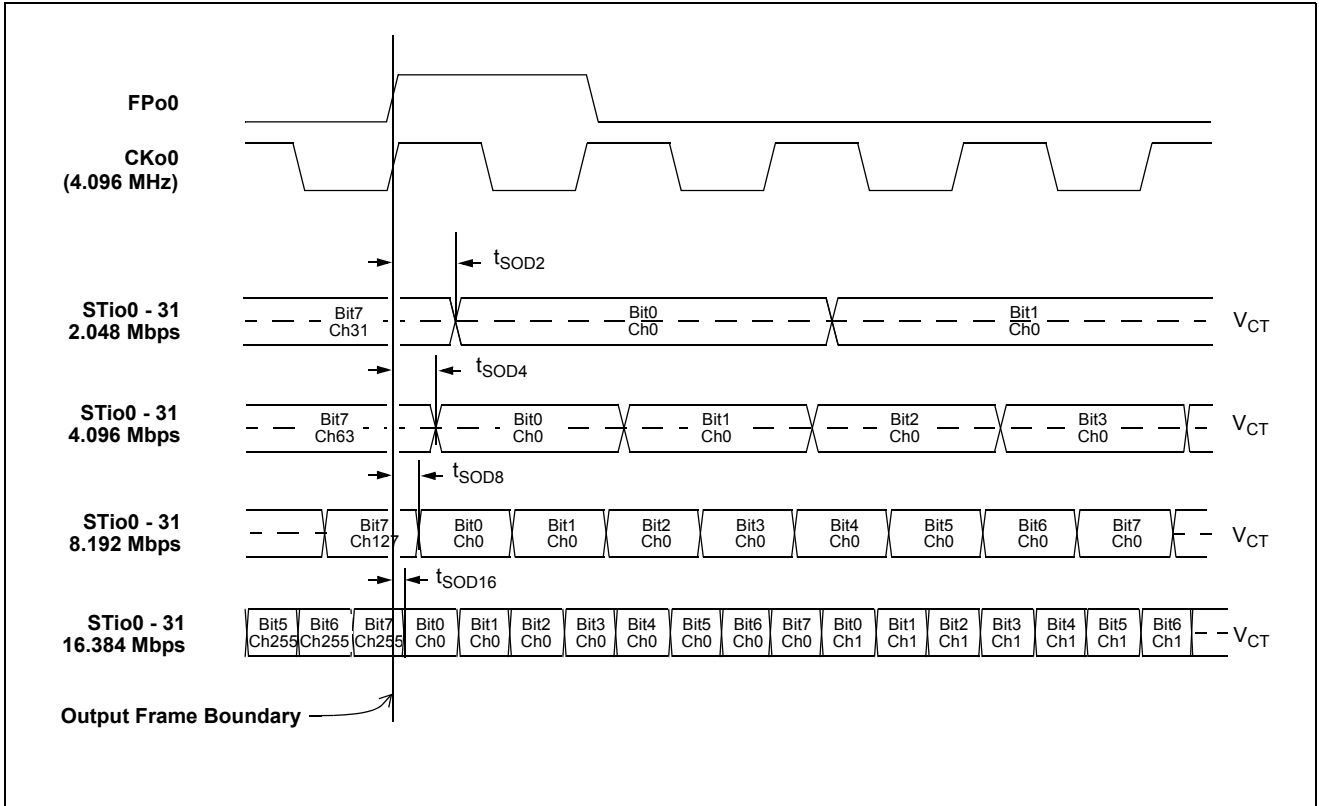 FPo0
CKo0
(4.096 MHz)
tSOD2
STio0 - 31
2.048 Mbps
Bit7
Ch31
Bit0
Ch0
Bit1
Ch0
VCT
tSOD4
STio0 - 31
4.096 Mbps
Bit7
Ch63
Bit0
Ch0
Bit1
Ch0
Bit2
Ch0
Bit3
Ch0
VCT
tSOD8
STio0 - 31
8.192 Mbps
Bit7
Ch127
Bit0
Ch0
Bit1
Ch0
Bit2
Ch0
Bit3
Ch0
Bit4
Ch0
Bit5
Ch0
Bit6
Ch0
Bit7
Ch0
VCT
tSOD16
STio0 - 31
16.384 Mbps
Bit5
Ch255
Bit6
Ch255
Bit7
Ch255
Bit0
Ch0
Bit1
Ch0
Bit2
Ch0
Bit3
Ch0
Bit4
Ch0
Bit5
Ch0
Bit6
Ch0
Bit7
Ch0
Bit0
Ch1
Bit1
Ch1
Bit2
Ch1
Bit3
Ch1
Bit4
Ch1
Bit5
Ch1
Bit6
Ch1
VCT
Output Frame Boundary